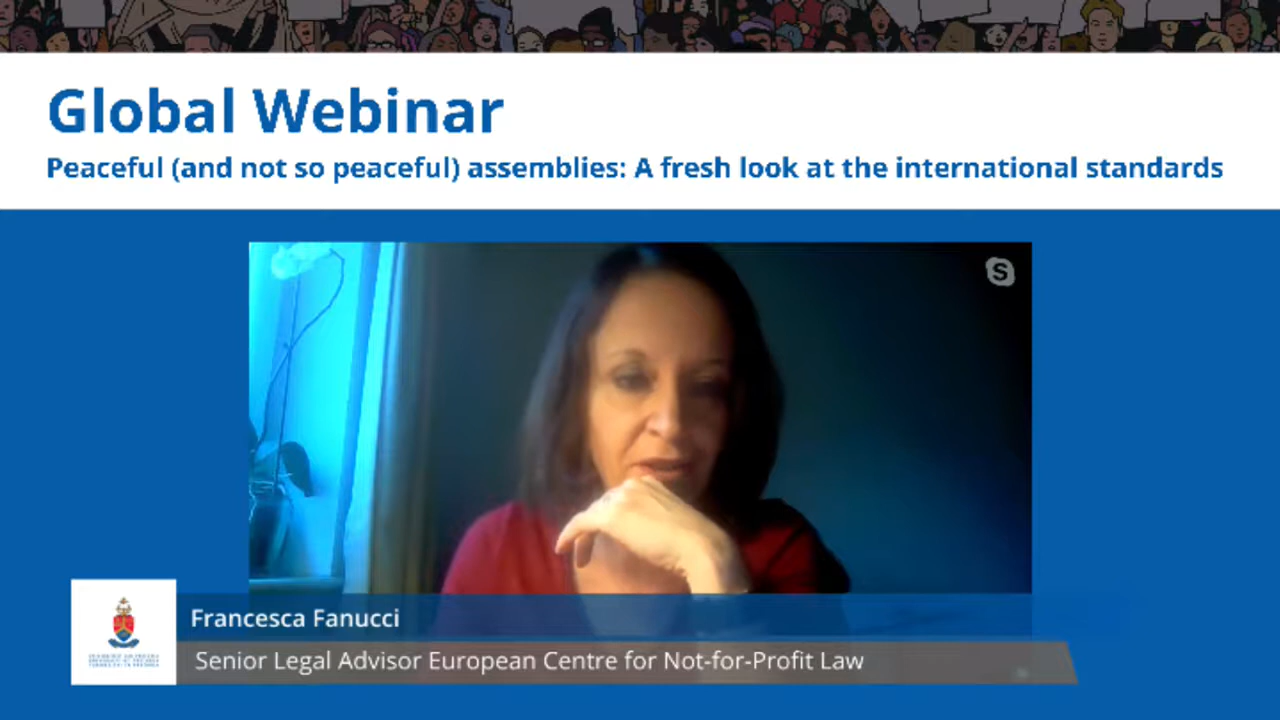 Global Webinar
Peaceful (and not so peaceful) assemblies: A fresh look at the international standards
S
Francesca Fanucci
Senior Legal Advisor European Centre for Not-for-Profit Law